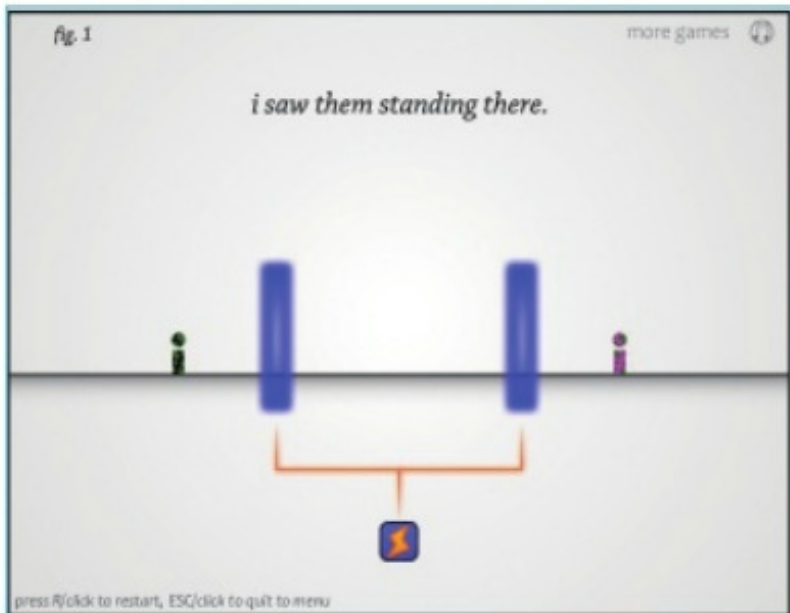 fig. 1
more games
i saw them standing there.
press R/click to restart, ESC/click to quit to menu